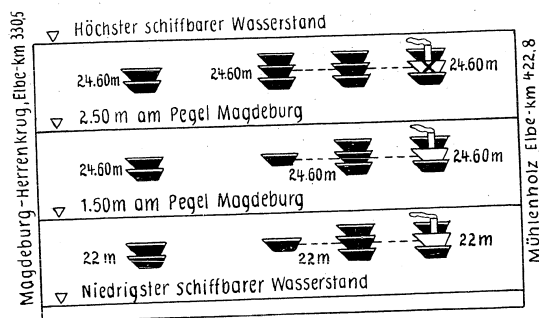 Höchster schiffbarer Wasserstand
24.60m 24.60m 24.60m
2.50 m am Pegel Magdeburg
24.60m 24.60m 24.60m
1.50m am Pegel Magdeburg
22 m 22m 22m
Niedrigster schiffbarer Wasserstand
Magdeburg-Herrenkrug, Elbe-km 330,5
Mühlenholz Elbe-km 422.8